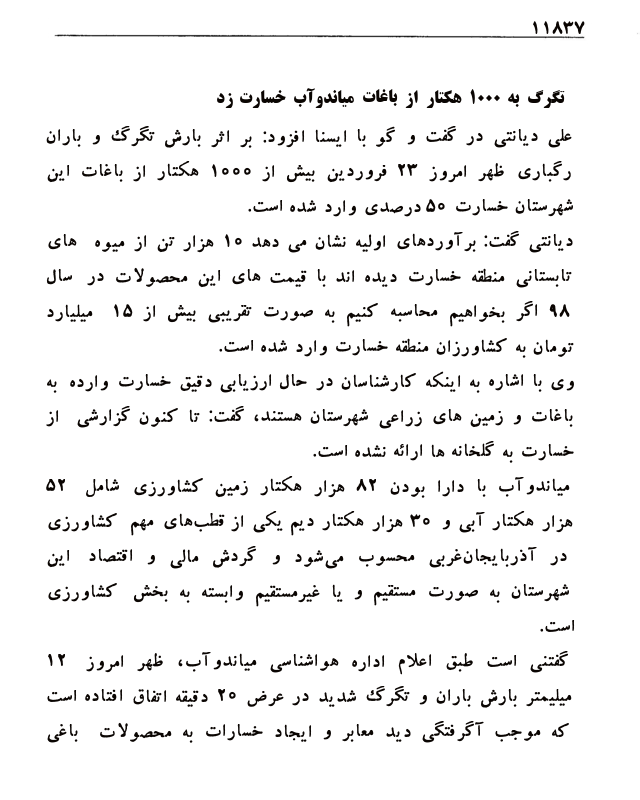 ۱۱۸۳۷
تگرگ به ۱۰۰۰ هکتار از باغات میاندوآب خسارت زد
علی دیانتی در گفت و گو با ایسنا افزود: بر اثر بارش تگرگ و باران
رگباری ظهر امروز ۲۳ فروردین بیش از ۱۰۰۰ هکتار از باغات این
شهرستان خسارت ۵۰ درصدی وارد شده است.
دیانتی گفت: برآوردهای اولیه نشان می دهد ۱۰ هزار تن از میوه های
تابستانی منطقه خسارت دیده اند با قیمت های این محصولات در سال
۹۸ اگر بخواهیم محاسبه کنیم به صورت تقریبی بیش از ۱۵ میلیارد
تومان به کشاورزان منطقه خسارت وارد شده است.
وی با اشاره به اینکه کارشناسان در حال ارزیابی دقیق خسارت وارده به
باغات و زمین های زراعی شهرستان هستند، گفت: تا کنون گزارشی از
خسارت به گلخانه ها ارائه نشده است.
میاندوآب با دارا بودن ۸۲ هزار هکتار زمین کشاورزی شامل ۵۲
هزار هکتار آبی و ۳۰ هزار هکتار دیم یکی از قطب‌های مهم کشاورزی
در آذربایجان‌غربی محسوب می‌شود و گردش مالی و اقتصاد این
شهرستان به صورت مستقیم و یا غیرمستقیم وابسته به بخش کشاورزی
است.
گفتنی است طبق اعلام اداره هواشناسی میاندوآب، ظهر امروز ۱۲
میلیمتر بارش باران و تگرگ شدید در عرض ۲۰ دقیقه اتفاق افتاده است
که موجب آگرفتگی دید معابر و ایجاد خسارات به محصولات باغی